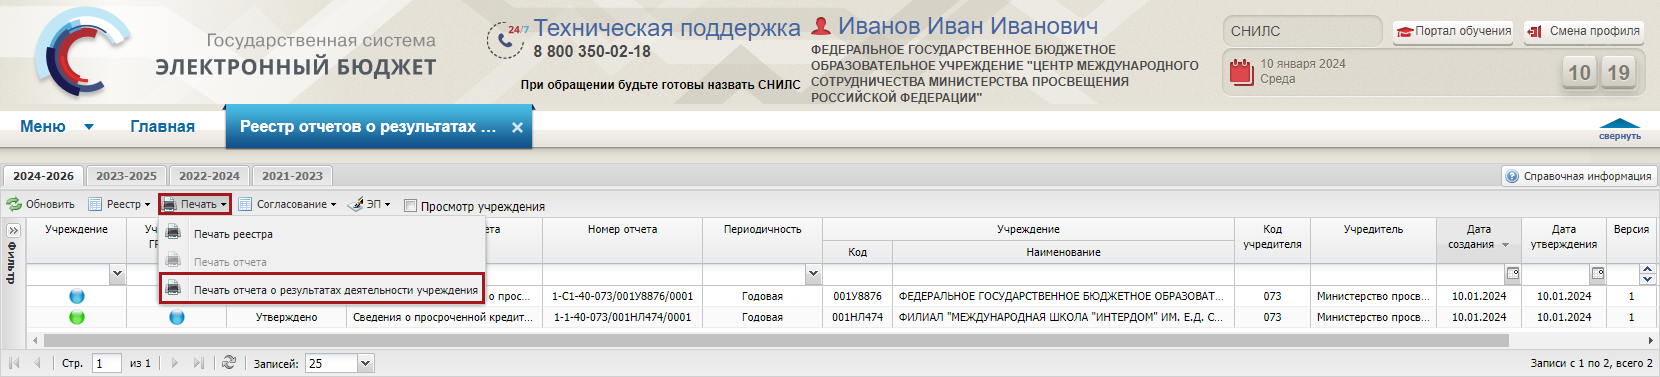 Государственная система
ЭЛЕКТРОННЫЙ БЮДЖЕТ
24/7
Техническая поддержка
8 800 350-02-18
При обращении будьте готовы назвать СНИЛС
Иванов Иван Иванович
ФЕДЕРАЛЬНОЕ ГОСУДАРСТВЕННОЕ БЮДЖЕТНОЕ
ОБРАЗОВАТЕЛЬНОЕ УЧРЕЖДЕНИЕ "ЦЕНТР МЕЖДУНАРОДНОГО
СОТРУДНИЧЕСТВА МИНИСТЕРСТВА ПРОСВЕЩЕНИЯ
РОССИЙСКОЙ ФЕДЕРАЦИИ"
СНИЛС
Портал обучения
Смена профиля
10 января 2024
Среда
10 19
Меню
Главная
Реестр отчетов о результатах ...
свернуть
2024-2026
2023-2025
2022-2024
2021-2023
Справочная информация
Обновить
Реестр
Печать
Согласование
ЭП
Просмотр учреждения
Печать реестра
Печать отчета
Печать отчета о результатах деятельности учреждения
Фильтр
Учреждение
Номер отчета
Периодичность
Учреждение
Код
Наименование
Код
учредителя
Учредитель
Дата
создания
Дата
утверждения
Версия
о прос... 1-С1-40-073/001У8876/0001 Годовая 001У8876 ФЕДЕРАЛЬНОЕ ГОСУДАРСТВЕННОЕ БЮДЖЕТНОЕ ОБРАЗОВАТ... 073 Министерство просв... 10.01.2024 10.01.2024 1
Утверждено Сведения о просроченной кредит... 1-1-40-073/001НЛ474/0001 Годовая 001НЛ474 ФИЛИАЛ "МЕЖДУНАРОДНАЯ ШКОЛА "ИНТЕРДОМ" ИМ. Е.Д. С... 073 Министерство просв... 10.01.2024 10.01.2024 1
Стр. 1 из 1
Записей: 25
Записи с 1 по 2, всего 2